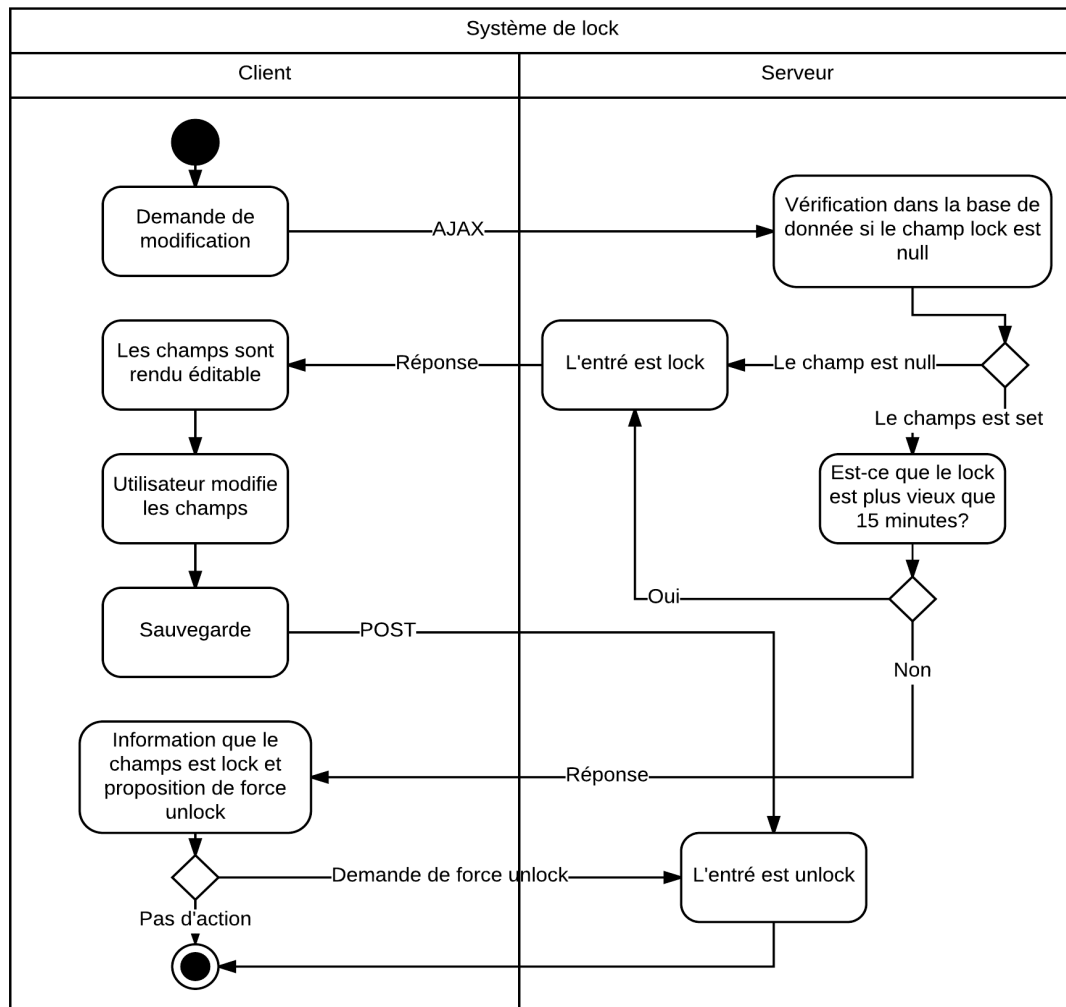 Système de lock
Client
Serveur
Demande de
modification
AJAX
Vérification dans la base de
donnée si le champ lock est
null
Les champs sont
rendu éditable
Réponse
L'entré est lock
Le champ est null
Le champs est set
Utilisateur modifie
les champs
Est-ce que le lock
est plus vieux que
15 minutes?
Oui
Sauvegarde
POST
Non
Information que le
champs est lock et
proposition de force
unlock
Réponse
Demande de force unlock
L'entré est unlock
Pas d'action